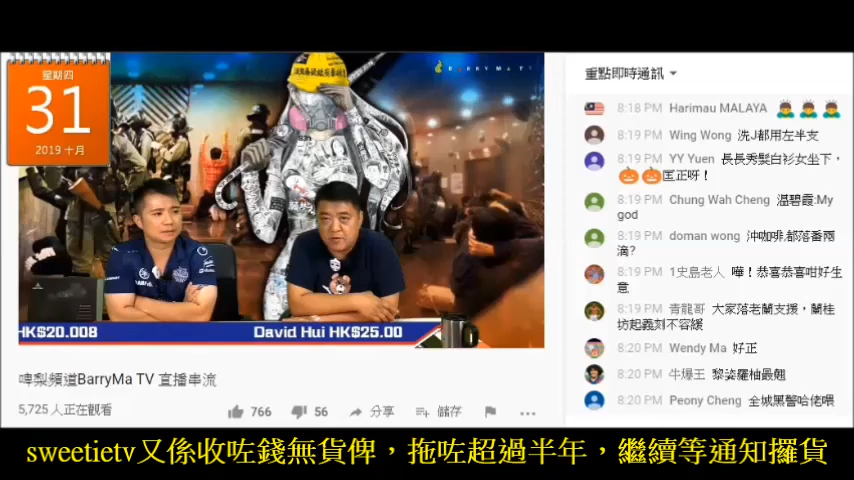 星期四
31
2019 十月
BARRYMA TV
HK$20.008
David Hui HK$25.00
啤梨頻道BarryMa TV 直播串流
5,725 人正在觀看
766
56
分享
儲存
重點即時通訊
8:18 PM Harimau MALAYA
8:19 PM Wing Wong 洗J都用左半支
8:19 PM YY Yuen 長長秀髮白衫女坐下，
匡正呀！
8:19 PM Chung Wah Cheng 温碧霞:My
god
8:19 PM doman wong 沖咖啡,都落番兩
滴?
8:19 PM 1史島老人 嘩！恭喜恭喜咁好生
意
8:19 PM 青龍哥 大家落老蘭支援，蘭桂
坊起義刻不容緩
8:20 PM Wendy Ma 好正
8:20 PM 牛爆王 黎姿羅柚最翹
8:20 PM Peony Cheng 全城黑警哈佬喂
sweetietv又係收咗錢無貨俾，拖咗超過半年，繼續等通知攞貨